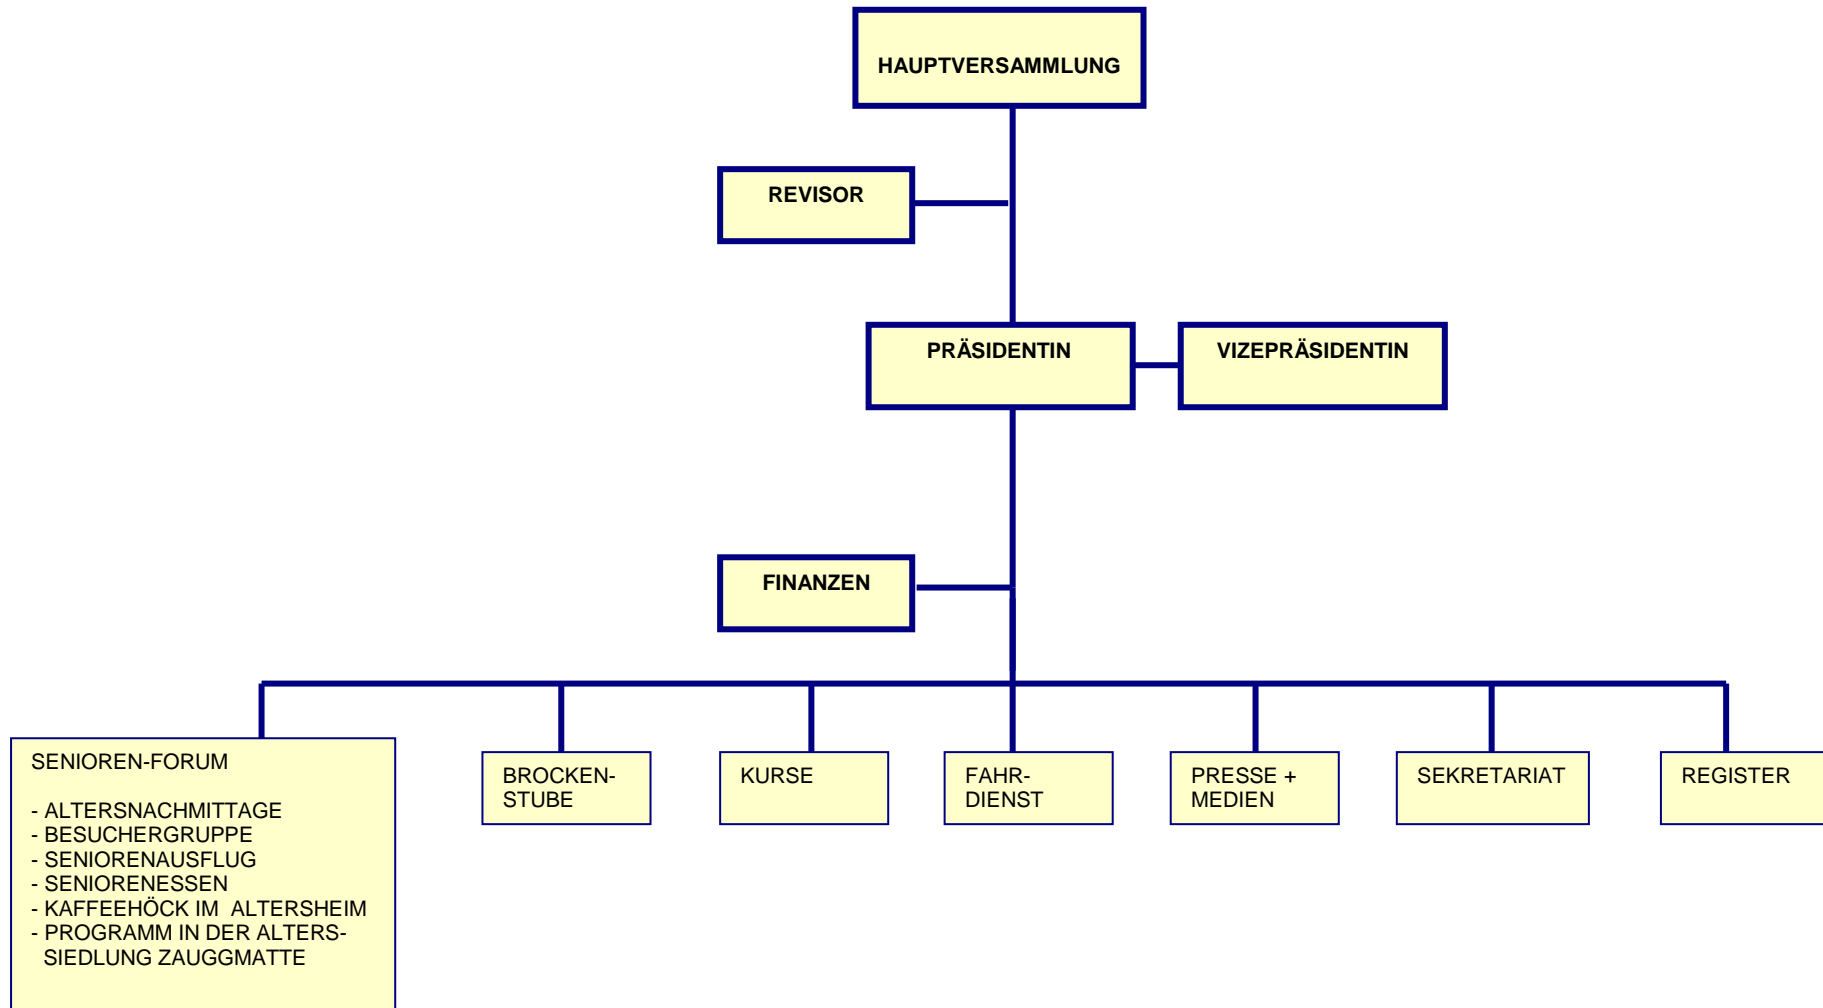 HAUPTVERSAMMLUNG
REVISOR
PRÄSIDENTIN
VIZEPRÄSIDENTIN
FINANZEN
SENIOREN-FORUM
- ALTERSNACHMITTAGE
- BESUCHERGRUPPE
- SENIORENAUSFLUG
- SENIORENESSEN
- KAFFEEHÖCK IM  ALTERSHEIM
- PROGRAMM IN DER ALTERS-
SIEDLUNG ZAUGGMATTE
BROCKEN-
STUBE
KURSE
FAHR-
DIENST
PRESSE +
MEDIEN
SEKRETARIAT
REGISTER